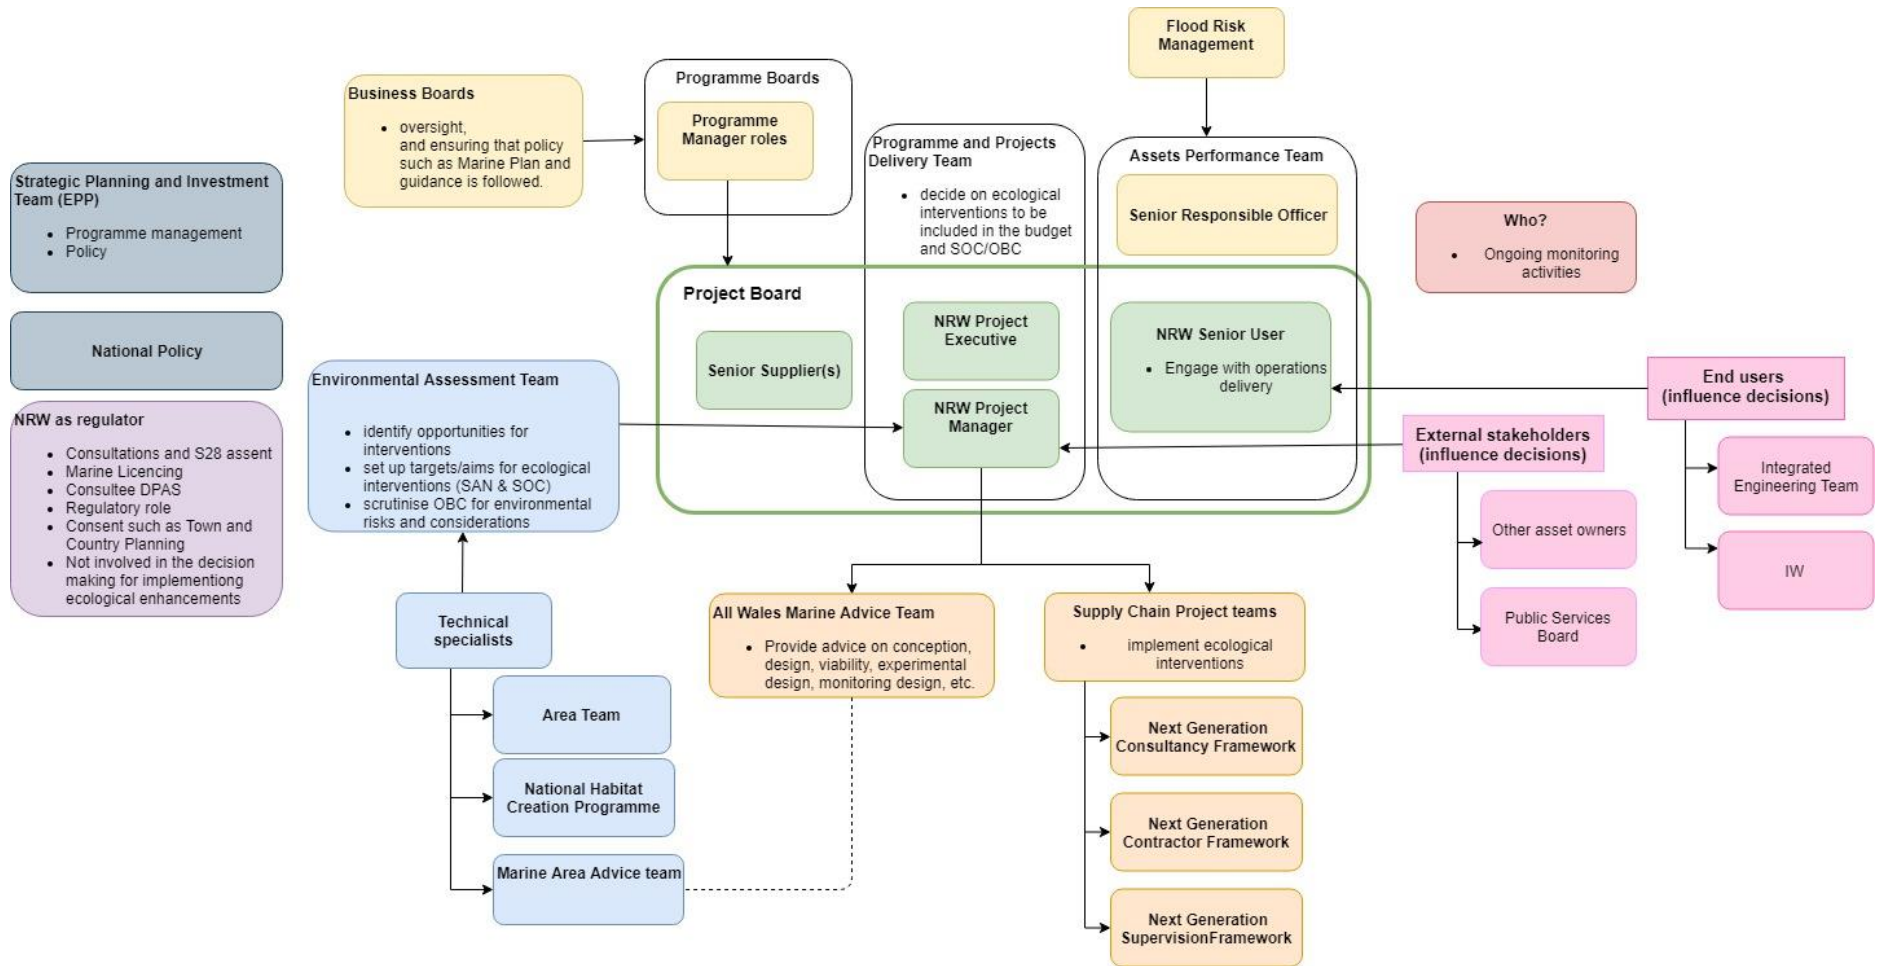 Flood Risk
Management
Programme Boards
Programme
Manager roles
Business Boards
• oversight,
and ensuring that policy
such as Marine Plan and
guidance is followed.
Programme and Projects
Delivery Team
• decide on ecological
interventions to be
included in the budget
and SOC/OBC
Assets Performance Team
Senior Responsible Officer
Strategic Planning and Investment
Team (EPP)
• Programme management
• Policy
Who?
• Ongoing monitoring
activities
Project Board
Senior Supplier(s)
NRW Project
Executive
NRW Project
Manager
NRW Senior User
• Engage with operations
delivery
National Policy
NRW as regulator
• Consultations and S28 assent
• Marine Licencing
• Consultee DPAS
• Regulatory role
• Consent such as Town and
Country Planning
• Not involved in the decision
making for implementiong
ecological enhancements
Environmental Assessment Team
• identify opportunities for
interventions
• set up targets/aims for ecological
interventions (SAN & SOC)
• scrutinise OBC for environmental
risks and considerations
End users
(influence decisions)
External stakeholders
(influence decisions)
Integrated
Engineering Team
IW
Other asset owners
Public Services
Board
Technical
specialists
Area Team
National Habitat
Creation Programme
Marine Area Advice team
All Wales Marine Advice Team
• Provide advice on conception,
design, viability, experimental
design, monitoring design, etc.
Supply Chain Project teams
• implement ecological
interventions
Next Generation
Consultancy Framework
Next Generation
Contractor Framework
Next Generation
SupervisionFramework